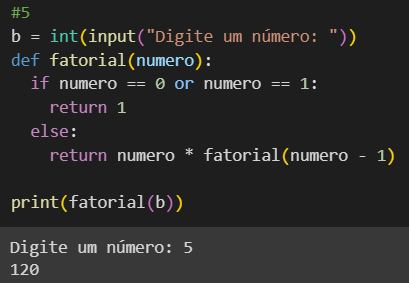 #5
b = int(input("Digite um número: "))
def fatorial(numero):
  if numero == 0 or numero == 1:
    return 1
  else:
    return numero * fatorial(numero - 1)

print(fatorial(b))
Digite um número: 5
120